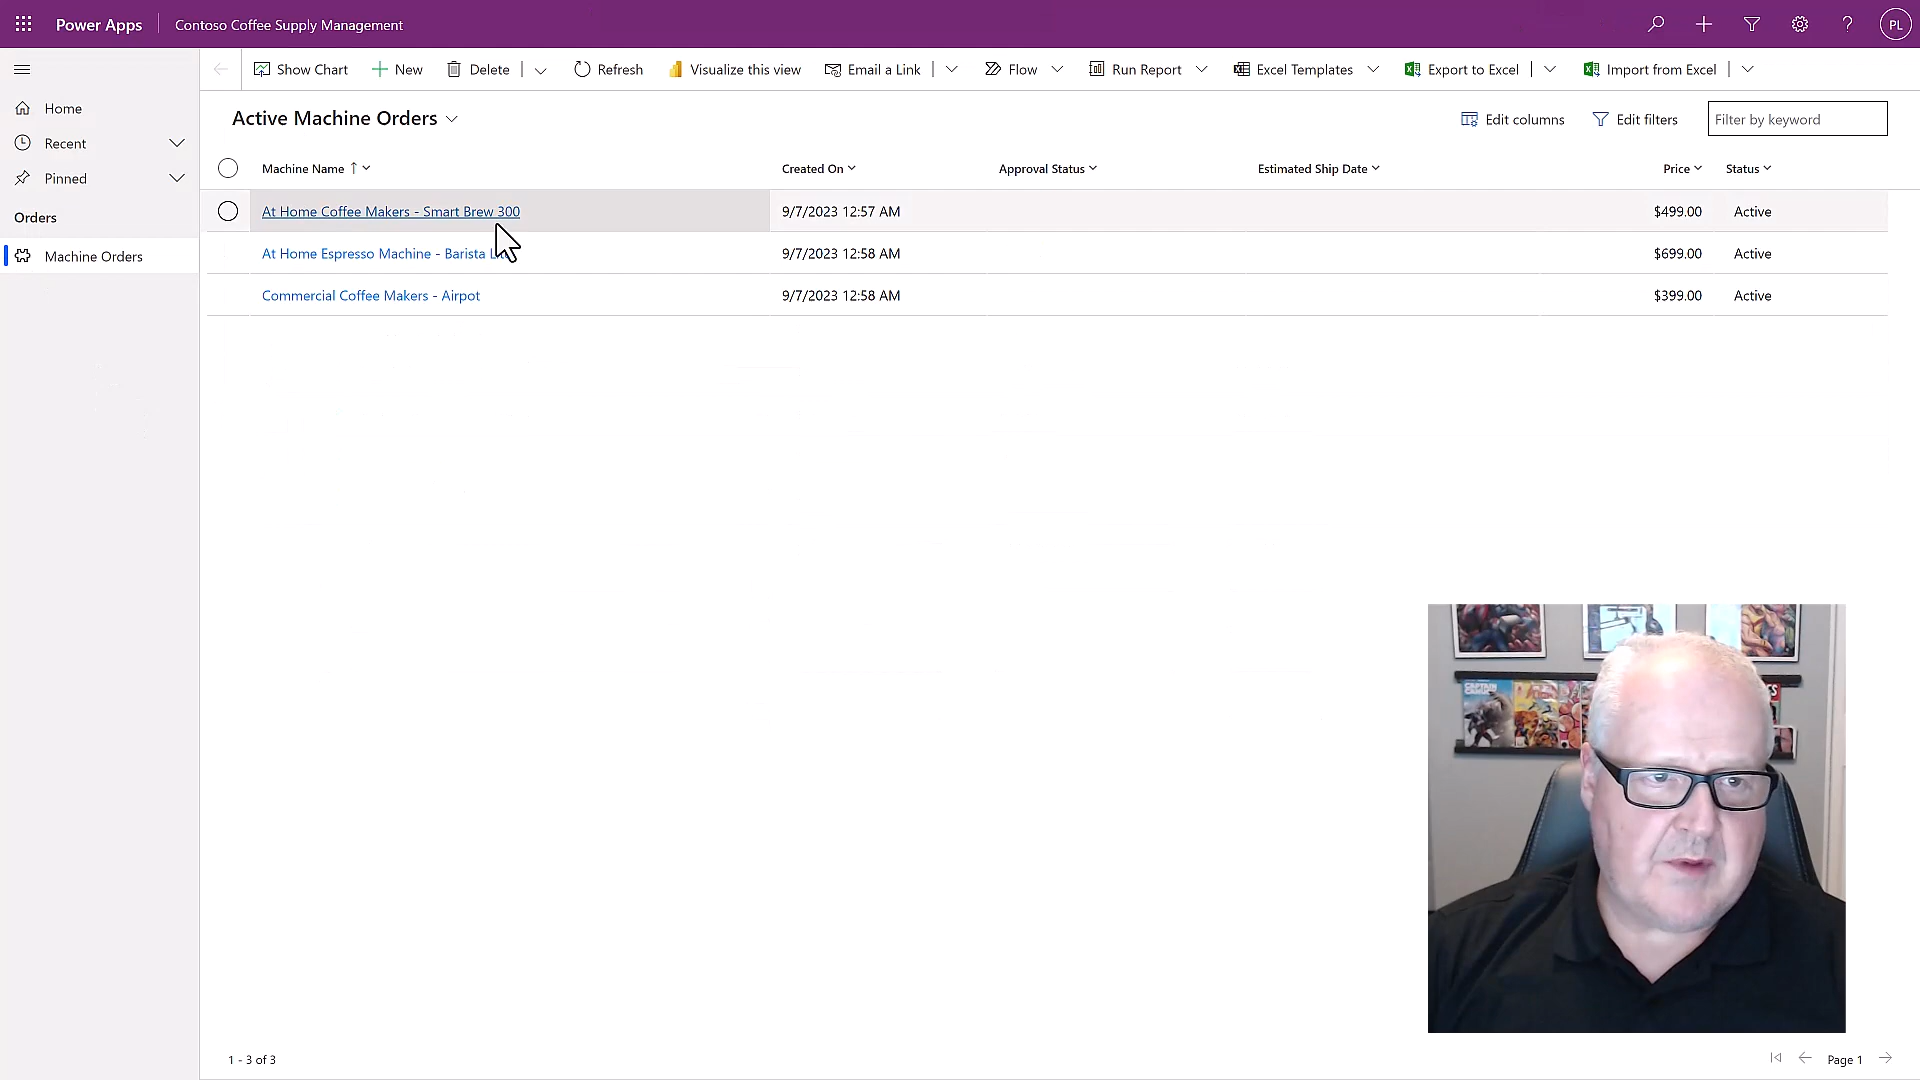 Power Apps Contoso Coffee Supply Management PL
Show Chart New Delete Refresh Visualize this view Email a Link Flow Run Report Excel Templates Export to Excel Import from Excel
Home
Recent
Pinned
Orders
Machine Orders
Active Machine Orders Edit columns Edit filters Filter by keyword
Machine Name Created On Approval Status Estimated Ship Date Price Status
At Home Coffee Makers - Smart Brew 300 9/7/2023 12:57 AM $499.00 Active
At Home Espresso Machine - Barista 9/7/2023 12:58 AM $699.00 Active
Commercial Coffee Makers - Airpot 9/7/2023 12:58 AM $399.00 Active
CAPTAIN
1 - 3 of 3 Page 1